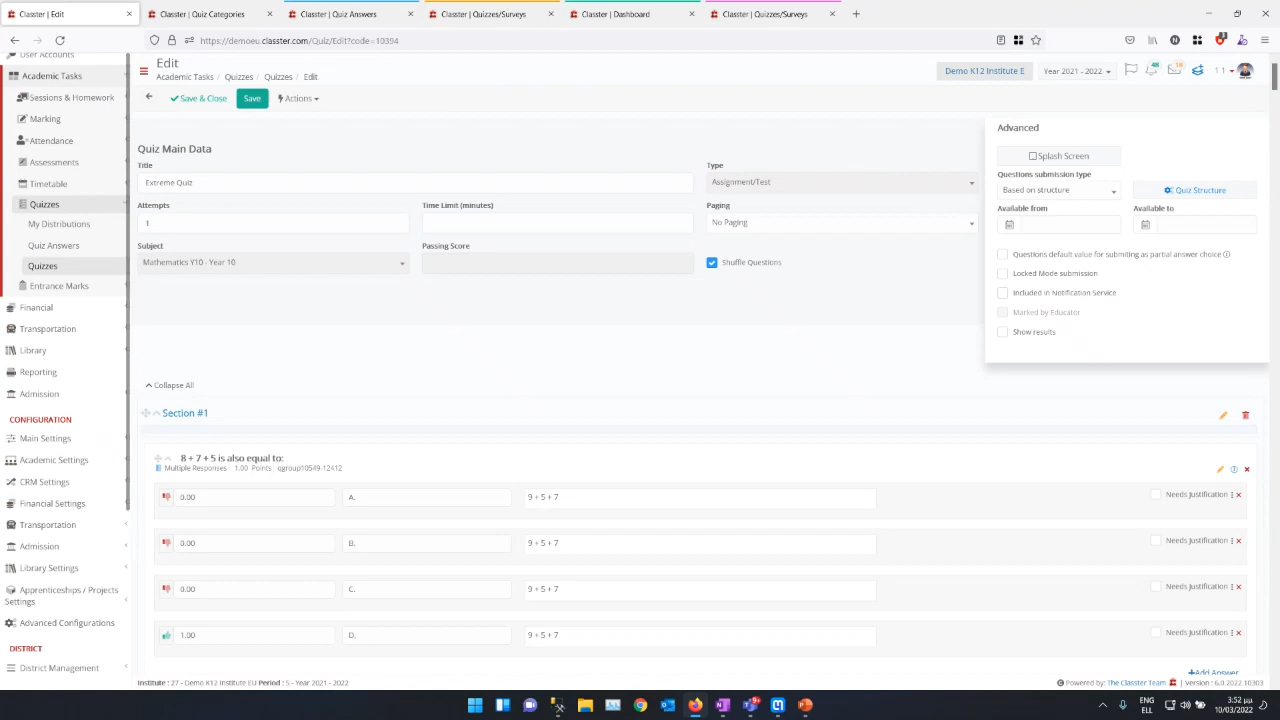 Classter | Edit
Classter | Quiz Categories
Classter | Quiz Answers
Classter | Quizzes/Surveys
Classter | Dashboard
Classter | Quizzes/Surveys
https://demoeu.classter.com/Quiz/Edit?code=10394
User Accounts
Academic Tasks
Sessions & Homework
Marking
Attendance
Assessments
Timetable
Quizzes
My Distributions
Quiz Answers
Quizzes
Entrance Marks
Financial
Transportation
Library
Reporting
Admission
CONFIGURATION
Main Settings
Academic Settings
CRM Settings
Financial Settings
Transportation
Admission
Library Settings
Apprenticeships / Projects
Settings
Advanced Configurations
DISTRICT
District Management
Edit
Academic Tasks / Quizzes / Quizzes / Edit
Demo K12 Institute E
Year 2021 - 2022
48
18
1 1
Save & Close
Save
Actions
Quiz Main Data
Title
Type
Extreme Quiz
Assignment/Test
Attempts
Time Limit (minutes)
Paging
1
No Paging
Subject
Passing Score
Mathematics Y10 - Year 10
Shuffle Questions
Advanced
Splash Screen
Questions submission type
Based on structure
Quiz Structure
Available from
Available to
Questions default value for submiting as partial answer choice
Locked Mode submission
Included in Notification Service
Marked by Educator
Show results
Collapse All
Section #1
8 + 7 + 5 is also equal to:
Multiple Responses 1.00 Points qgroup10549-12412
0.00 A. 9 + 5 + 7 Needs Justification
0.00 B. 9 + 5 + 7 Needs Justification
0.00 C. 9 + 5 + 7 Needs Justification
1.00 D. 9 + 5 + 7 Needs Justification
+Add Answer
Institute : 27 - Demo K12 Institute EU Period : 5 - Year 2021 - 2022
Powered by: The Classter Team | Version : 6.0.2022.10303
ENG
EL
3:52 μμ
10/03/2022